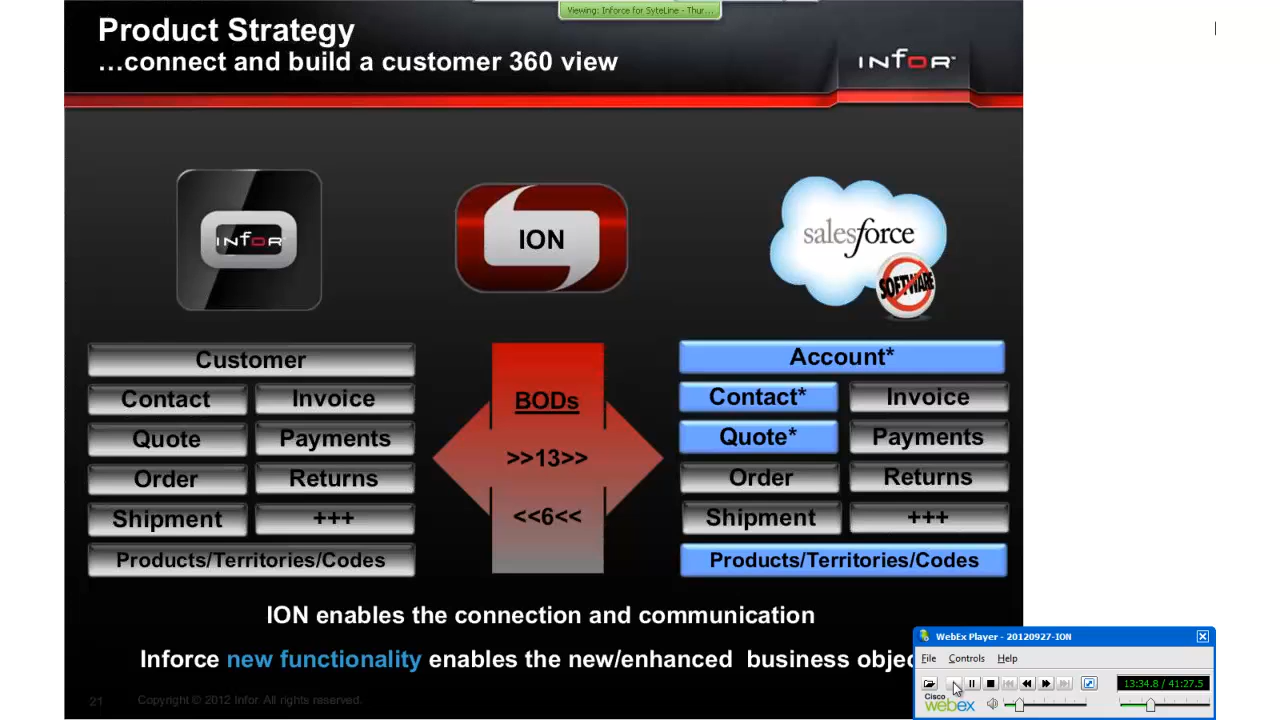 Viewing: Inforce for SyteLine - Thur...
Product Strategy
…connect and build a customer 360 view
infor
infor
ION
salesforce
SOFTWARE
Customer
Contact Invoice
Quote Payments
Order Returns
Shipment +++
Products/Territories/Codes
BODs
>>13>>
<<6<<
Account*
Contact* Invoice
Quote* Payments
Order Returns
Shipment +++
Products/Territories/Codes
ION enables the connection and communication
Inforce new functionality enables the new/enhanced business objec
21 Copyright © 2012 Infor All rights reserved.
WebEx Player - 20120927-ION
File Controls Help
13:34.8 / 41:27.5
Cisco
webex